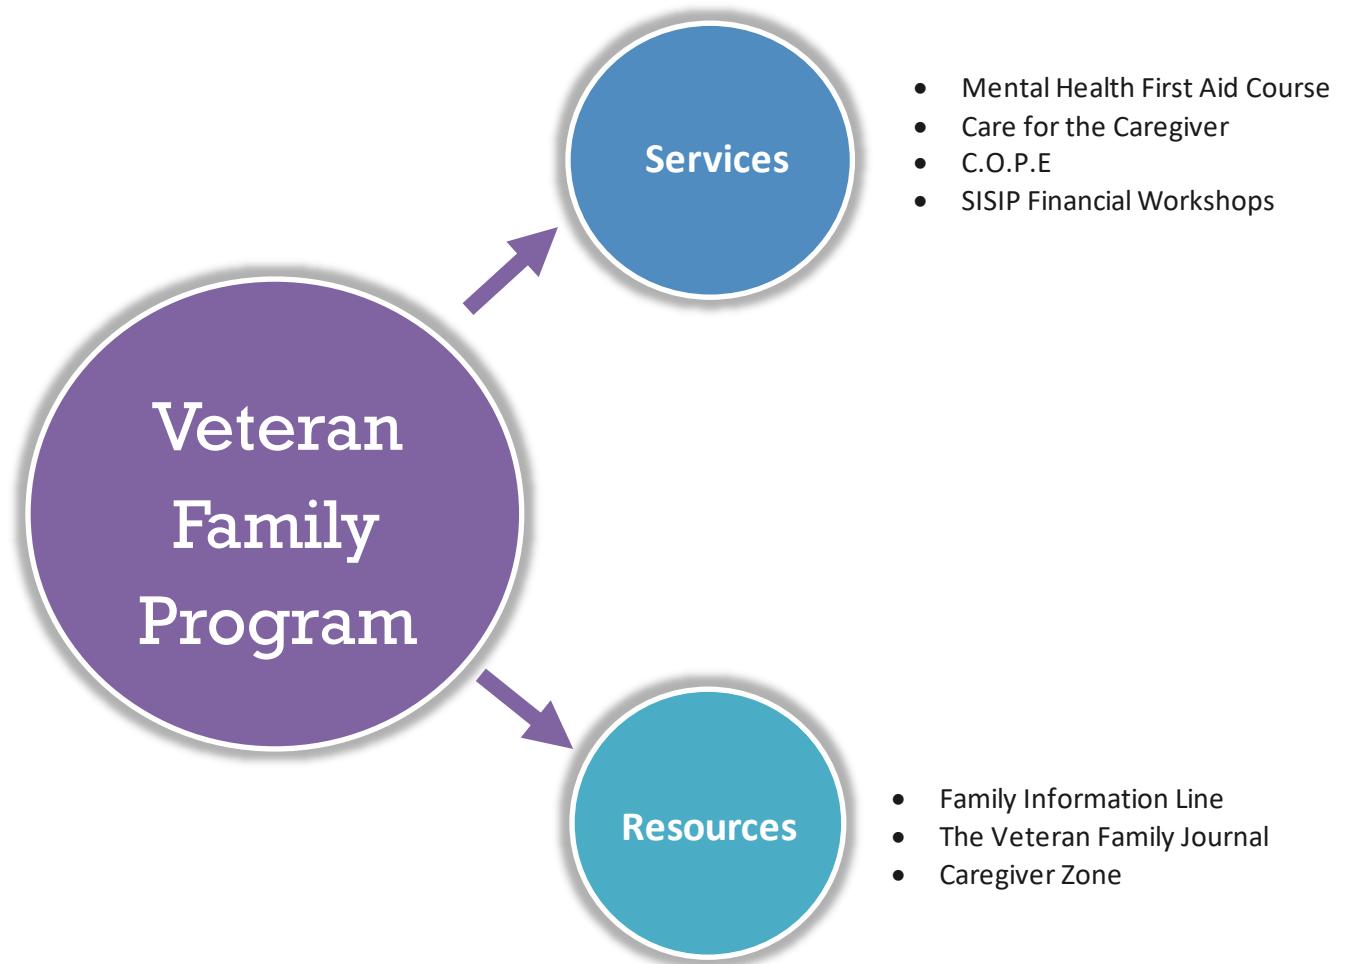 Veteran
Family
Program
Services
• Mental Health First Aid Course
• Care for the Caregiver
• C.O.P.E
• SISIP Financial Workshops
Resources
• Family Information Line
• The Veteran Family Journal
• Caregiver Zone